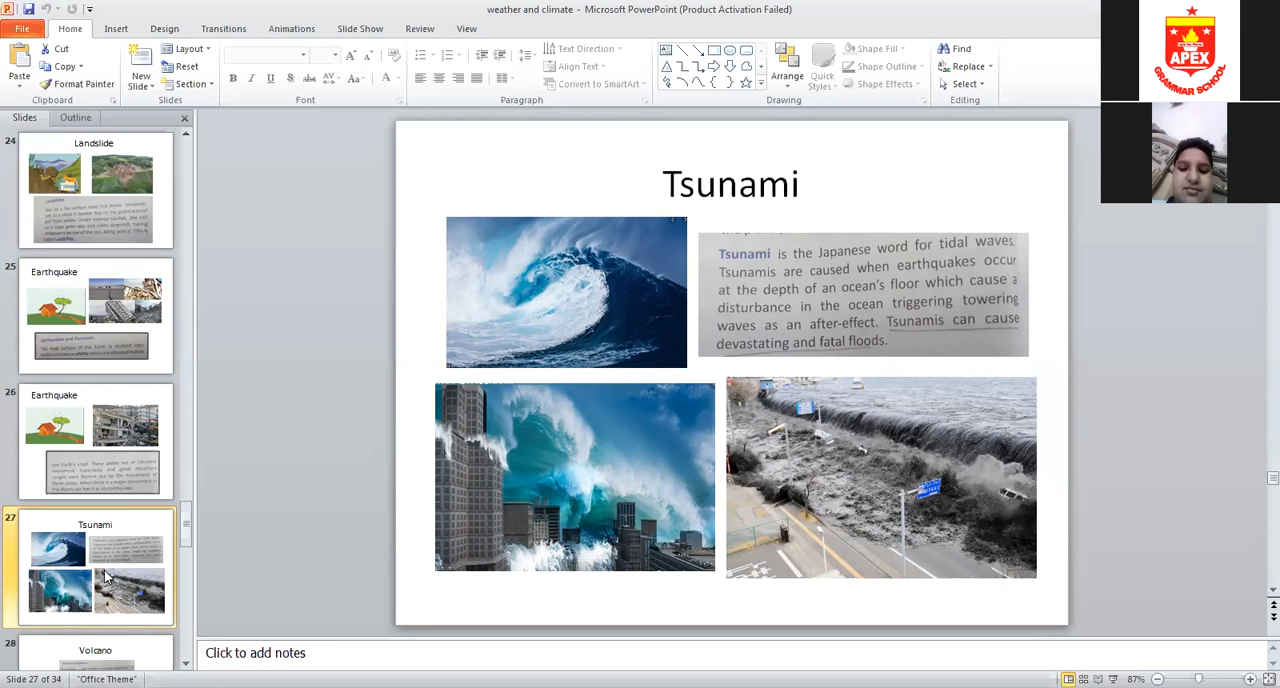 weather and climate - Microsoft PowerPoint (Product Activation Failed)
File Home Insert Design Transitions Animations Slide Show Review View
Cut
Copy
Format Painter
Paste
Clipboard
New
Slide
Layout
Reset
Section
Slides
Font
Text Direction
Align Text
Convert to SmartArt
Paragraph
Arrange
Quick
Styles
Shape Fill
Shape Outline
Shape Effects
Drawing
Find
Replace
Select
Editing
APEX
GRAMMAR SCHOOL
Slides Outline
24
Landslide
25
Earthquake
26
Earthquake
27
Tsunami
28
Volcano
Tsunami
Tsunami is the Japanese word for tidal waves.
Tsunamis are caused when earthquakes occur
at the depth of an ocean's floor which cause a
disturbance in the ocean triggering towering
waves as an after-effect. Tsunamis can cause
devastating and fatal floods.
Click to add notes
Slide 27 of 34 "Office Theme" 87%